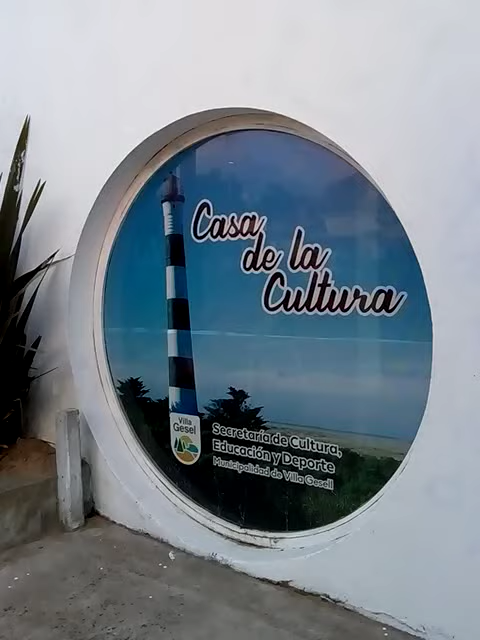 Casa
de la
Cultura
Villa
Gesell
Secretaría de Cultura,
Educación y Deporte
Municipalidad de Villa Gesell